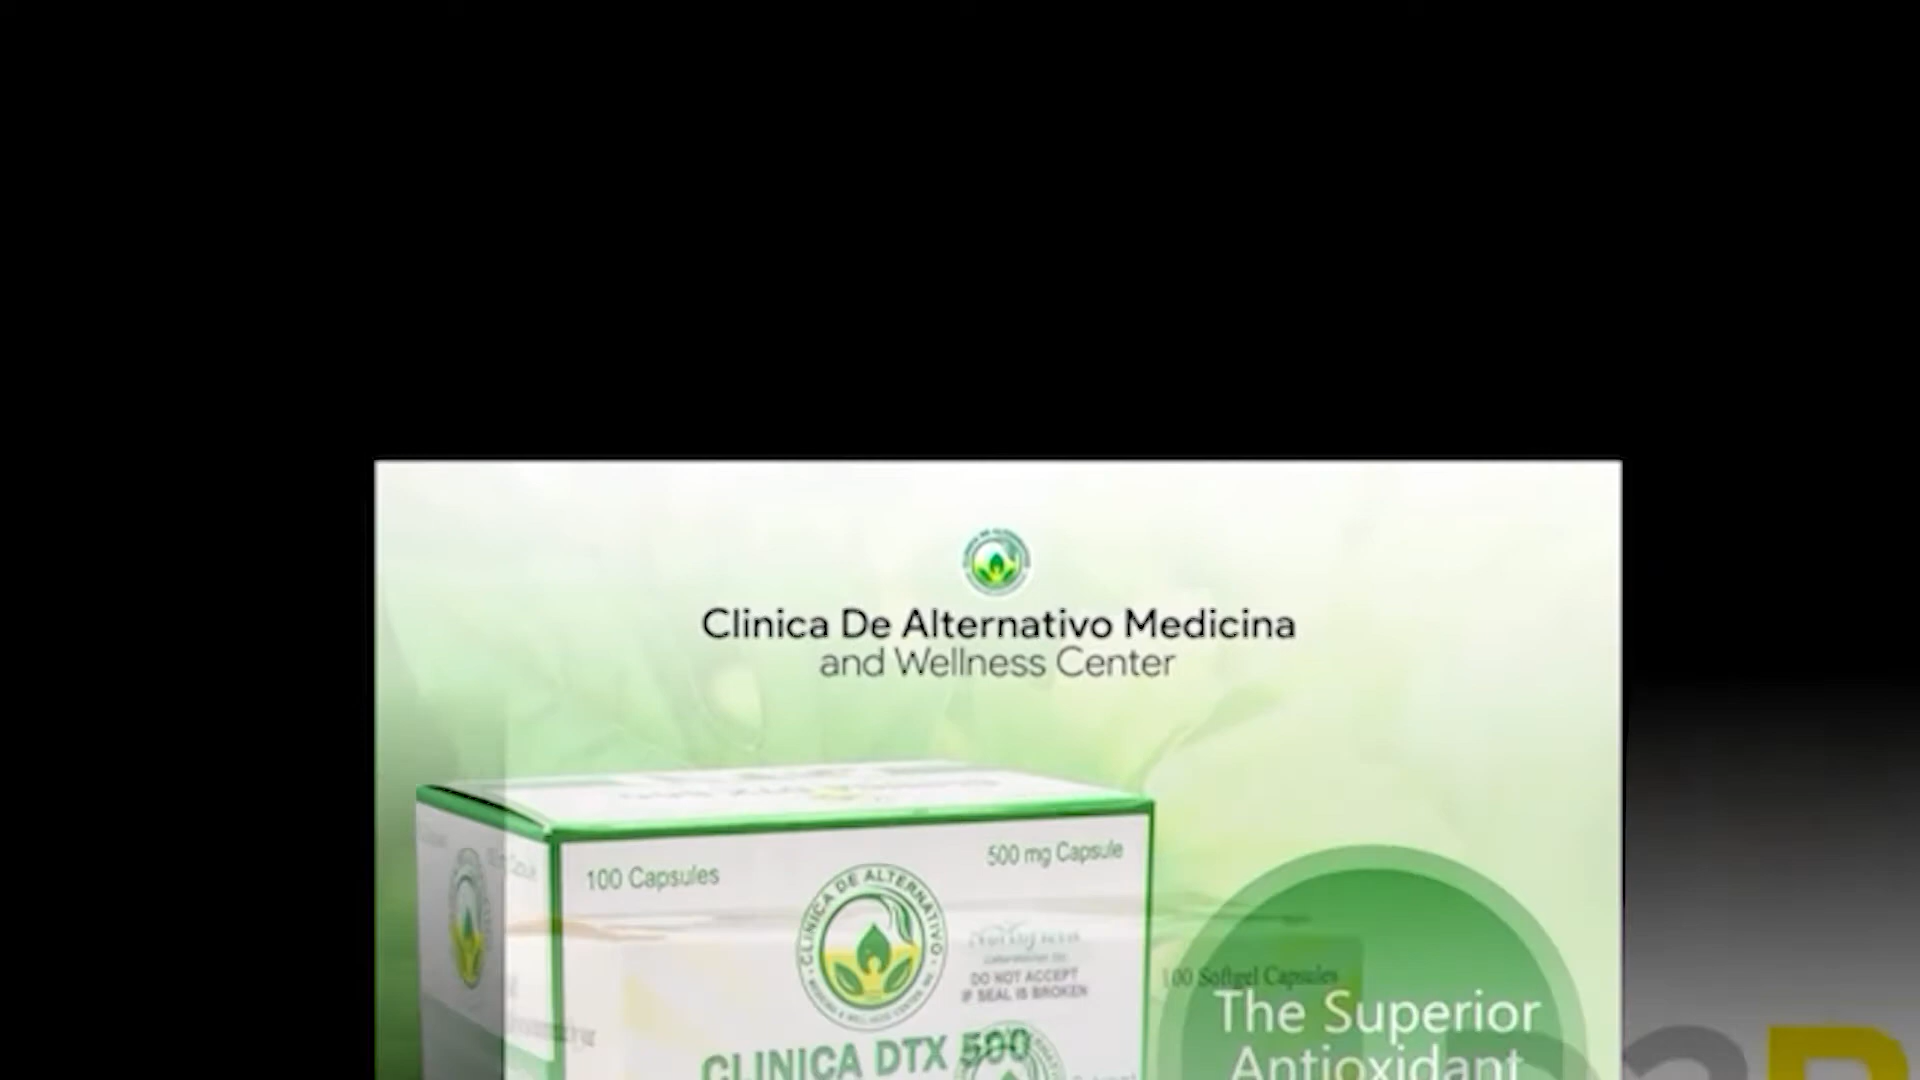 Clinica De Alternativo Medicina
and Wellness Center
100 Capsules
500 mg Capsule
CLINICA DE ALTERNATIVO
DO NOT ACCEPT
IF SEAL IS BROKEN
100 Softgel Capsules
The Superior
Antioxidant
CLINICA DTX 500